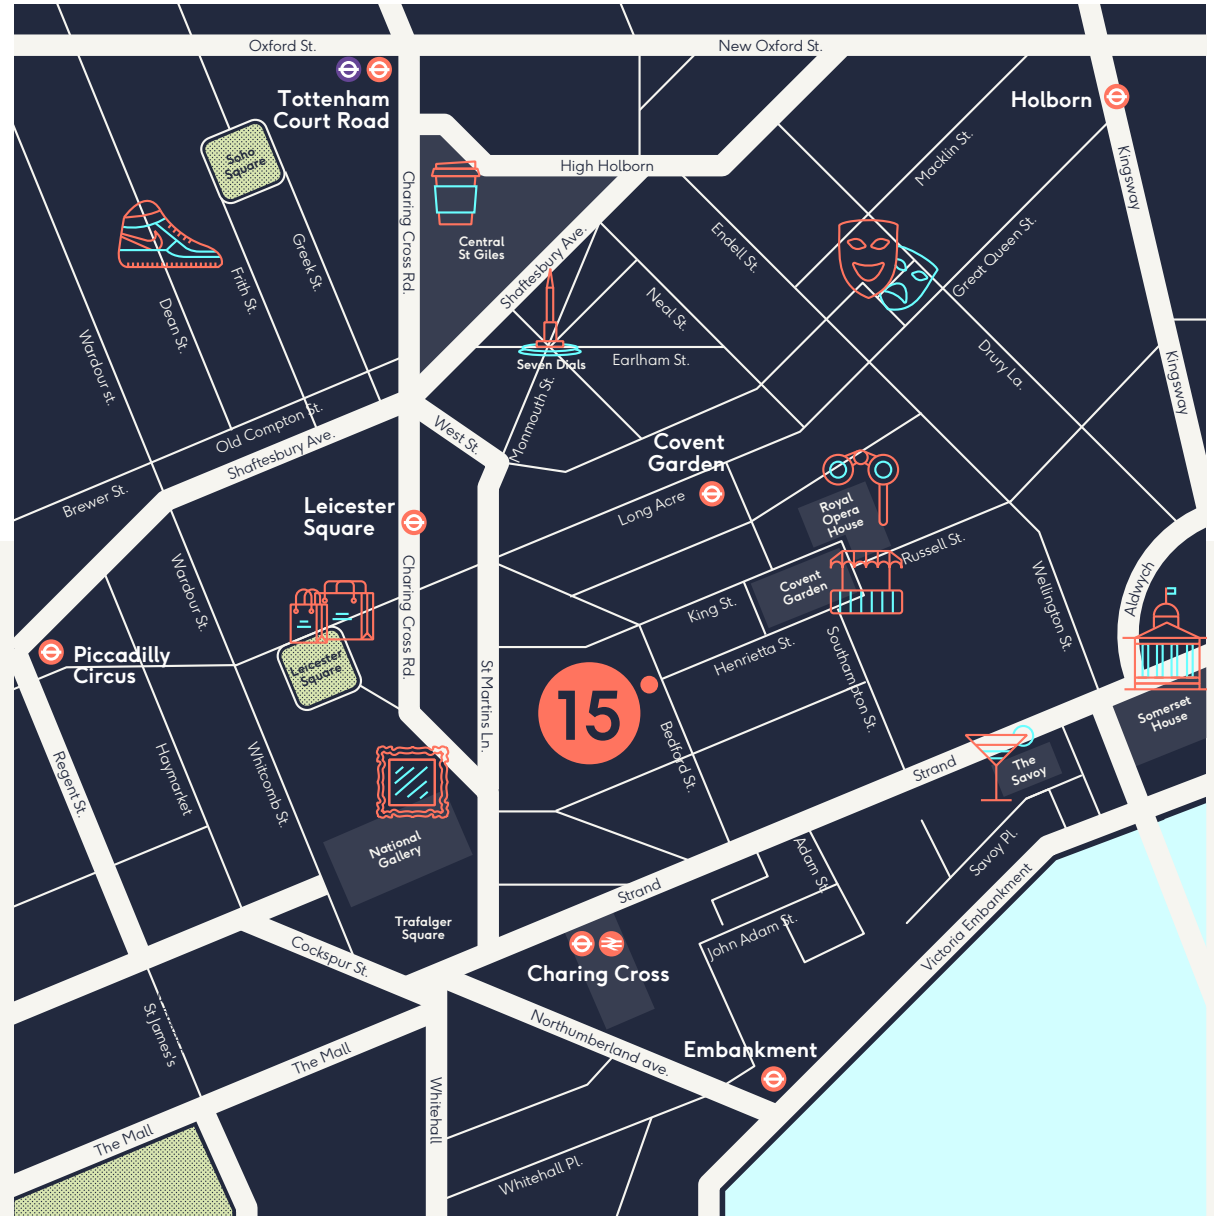 Oxford St.
New Oxford St.
Tottenham
Court Road
Holborn
Soho
Square
High Holborn
Macklin St.
Kingsway
Charing Cross Rd.
Central
St Giles
Shaftesbury Ave.
Endell St.
Great Queen St.
Greek St.
Frith St.
Dean St.
Wardour st.
Neal St.
Earlham St.
Seven Dials
Drury La.
Kingsway
Monmouth St.
West St.
Old Compton St.
Shaftesbury Ave.
Brewer St.
Covent
Garden
Long Acre
Leicester
Square
Royal
Opera
House
Russell St.
Covent
Garden
King St.
Henrietta St.
Southampton St.
Wellington St.
Aldwych
Wardour St.
Charing Cross Rd.
Leicester
Square
Piccadilly
Circus
St Martins Ln.
15
Bedford St.
Somerset
House
The
Savoy
Strand
Regent St.
Haymarket
Whitcomb St.
National
Gallery
Adam St.
Savoy Pl.
Strand
Trafalger
Square
John Adam St.
Victoria Embankment
Cockspur St.
Charing Cross
St James's
Northumberland ave.
Embankment
The Mall
Whitehall
The Mall
Whitehall Pl.